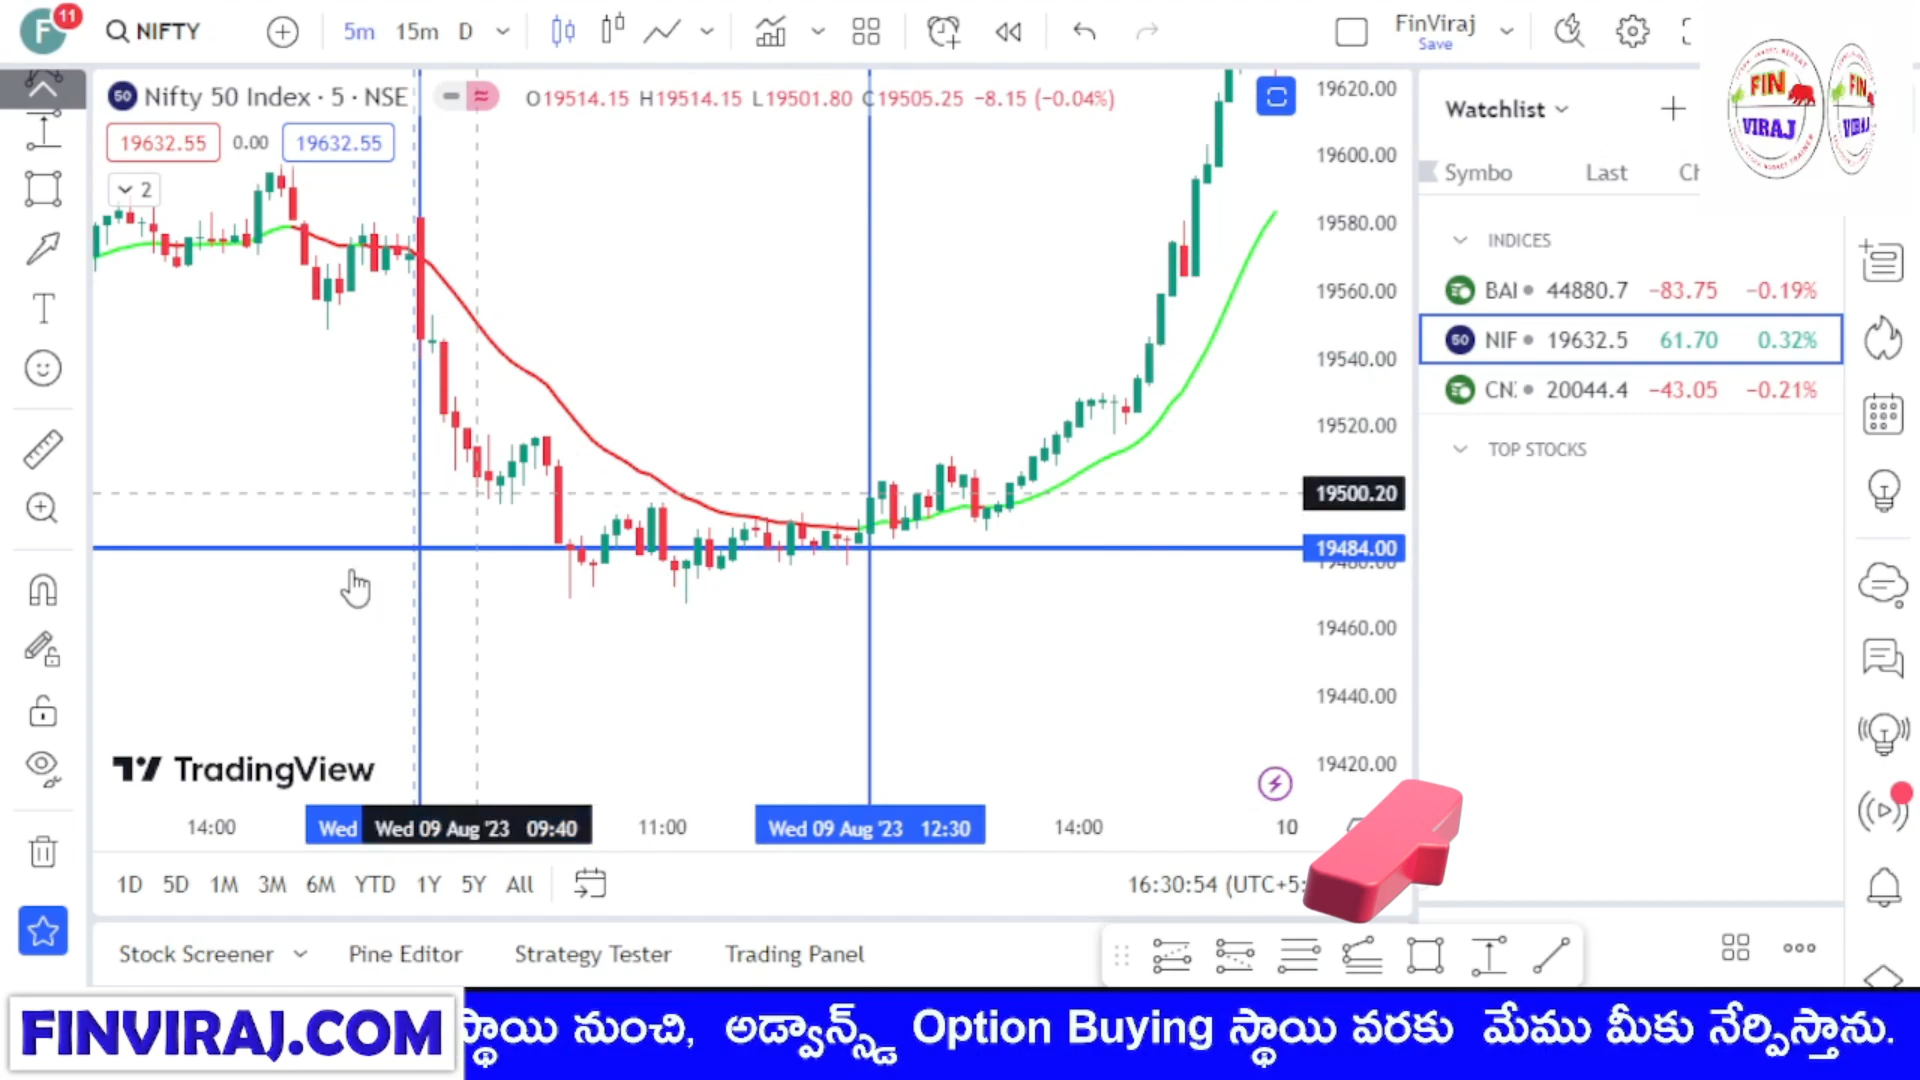 F 11 NIFTY 5m 15m D FinViraj
Save
Nifty 50 Index · 5 · NSE O19514.15 H19514.15 L19501.80 C19505.25 −8.15 (−0.04%)
19632.55 0.00 19632.55
2
19620.00
19600.00
19580.00
19560.00
19540.00
19520.00
19500.20
19484.00
19460.00
19440.00
19420.00
TradingView
14:00 Wed Wed 09 Aug '23 09:40 11:00 Wed 09 Aug '23 12:30 14:00 10
1D 5D 1M 3M 6M YTD 1Y 5Y All 16:30:54 (UTC+5:
Stock Screener Pine Editor Strategy Tester Trading Panel
Watchlist
Symbo Last Ch
INDICES
BAI 44880.7 −83.75 −0.19%
50 NIF 19632.5 61.70 0.32%
CN 20044.4 −43.05 −0.21%
TOP STOCKS
FIN VIRAJ
FIN VIRAJ
FINVIRAJ.COM స్థాయి నుంచి, అడ్వాన్స్డ్ Option Buying స్థాయి వరకు మేము మీకు నేర్పిస్తాను.